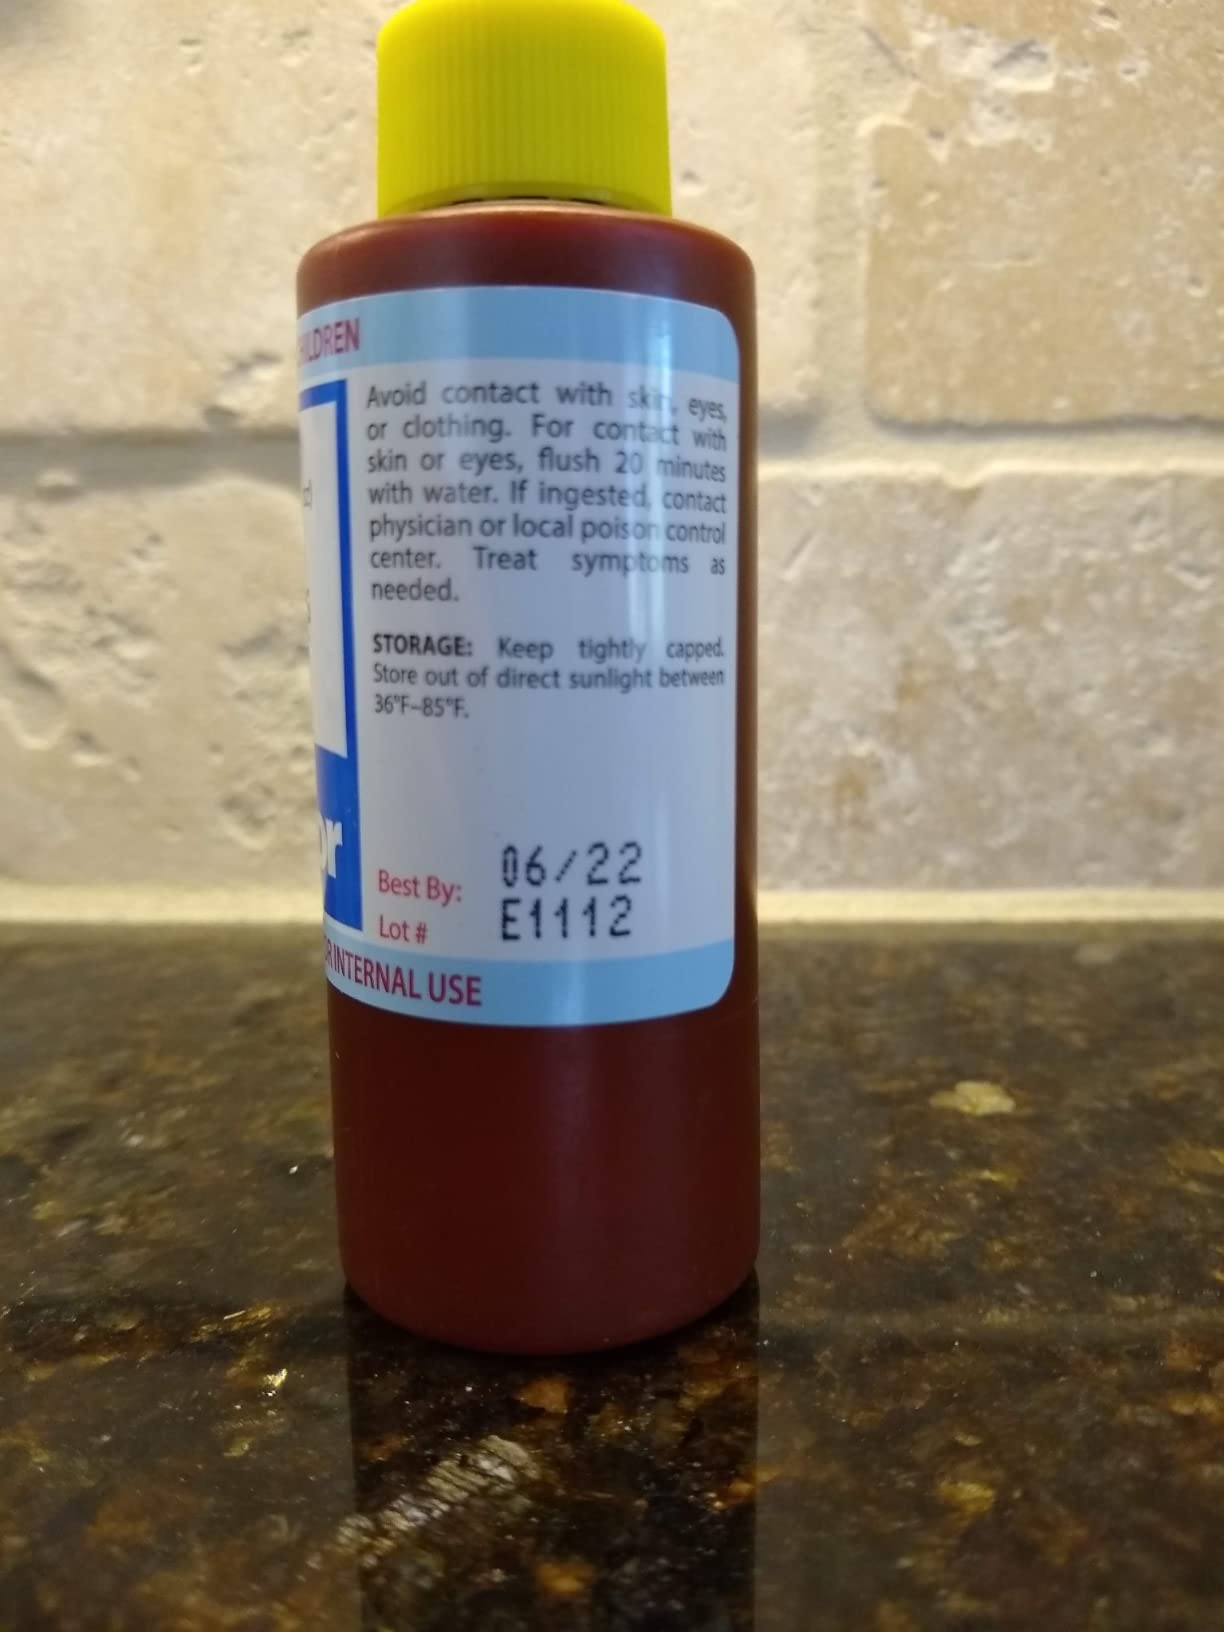 HILDREN
Avoid contact with skin, eyes,
or clothing. For contact with
skin or eyes, flush 20 minutes
with water. If ingested, contact
physician or local poison control
center. Treat symptoms as
needed.
STORAGE: Keep tightly capped.
Store out of direct sunlight between
36°F–85°F.
or
Best By: 06/22
Lot # E1112
OR INTERNAL USE